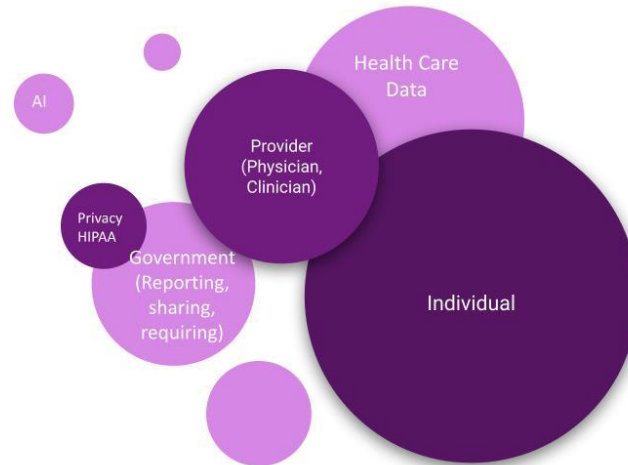 Health Care
Data
AI
Provider
(Physician,
Clinician)
Privacy
HIPAA
Government
(Reporting,
sharing,
requiring)
Individual